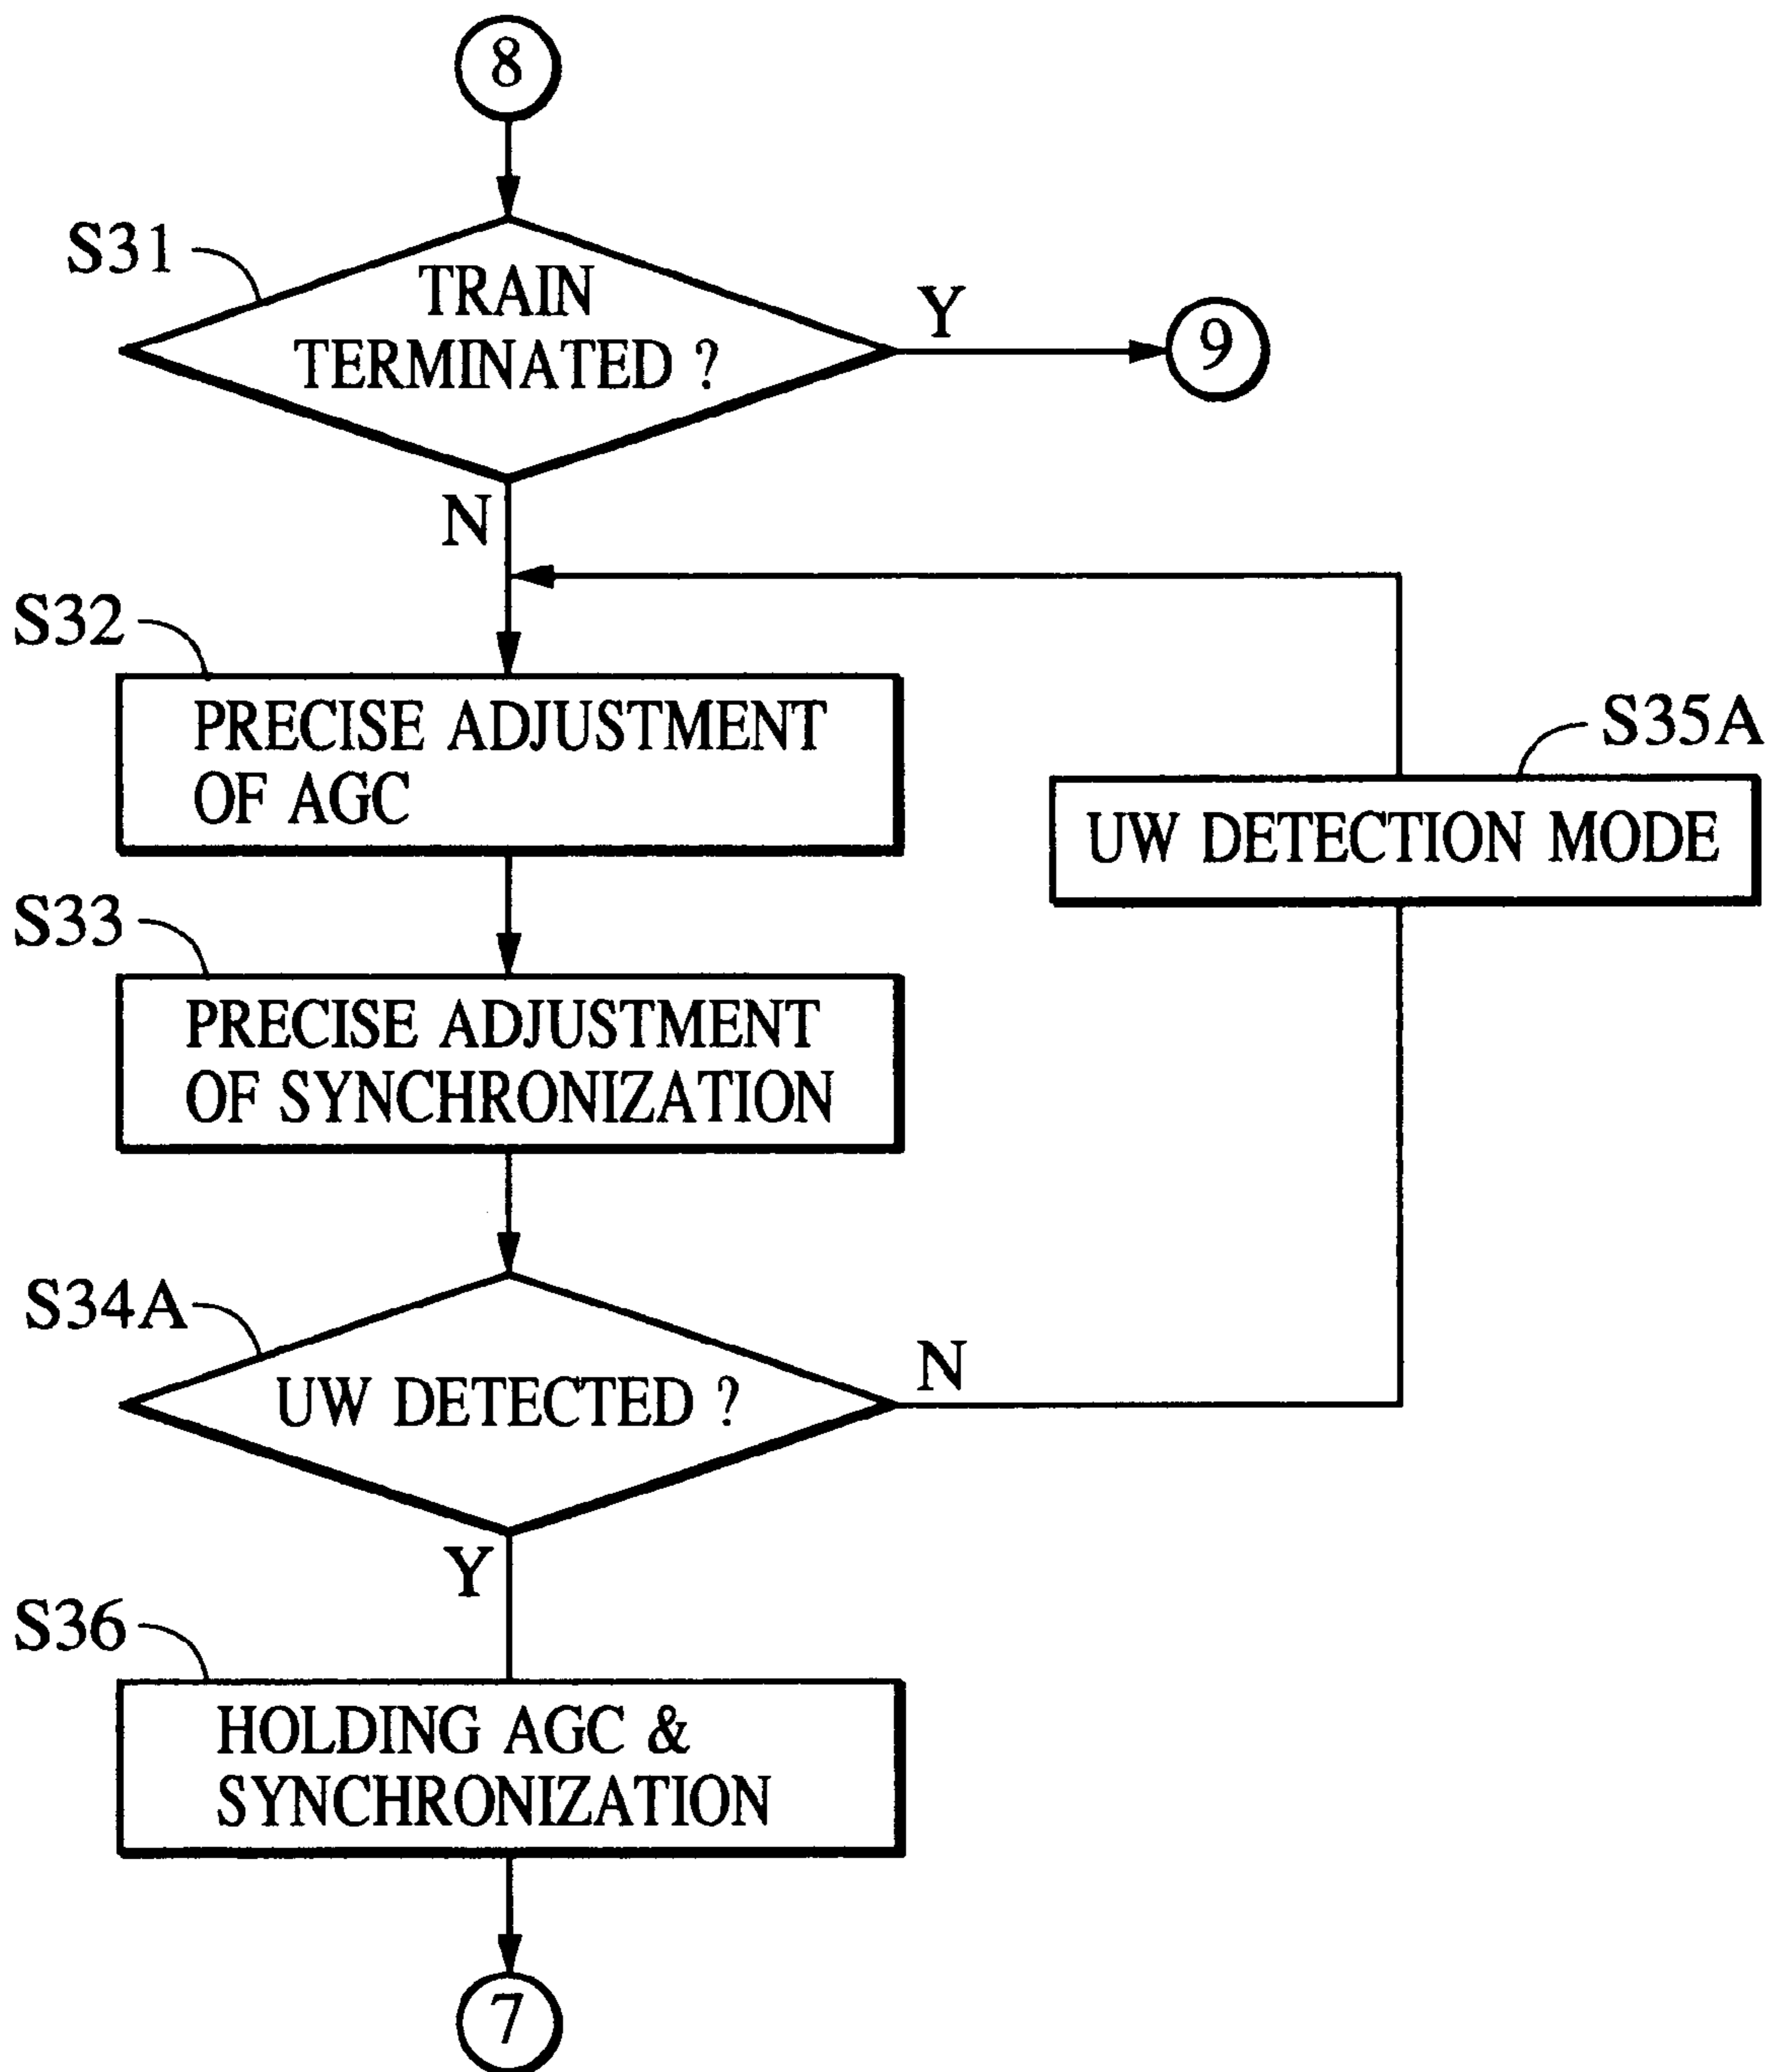 8
S31
TRAIN
TERMINATED ?
Y
9
N
S32
PRECISE ADJUSTMENT
OF AGC
S35A
UW DETECTION MODE
S33
PRECISE ADJUSTMENT
OF SYNCHRONIZATION
S34A
UW DETECTED ?
N
Y
S36
HOLDING AGC &
SYNCHRONIZATION
7